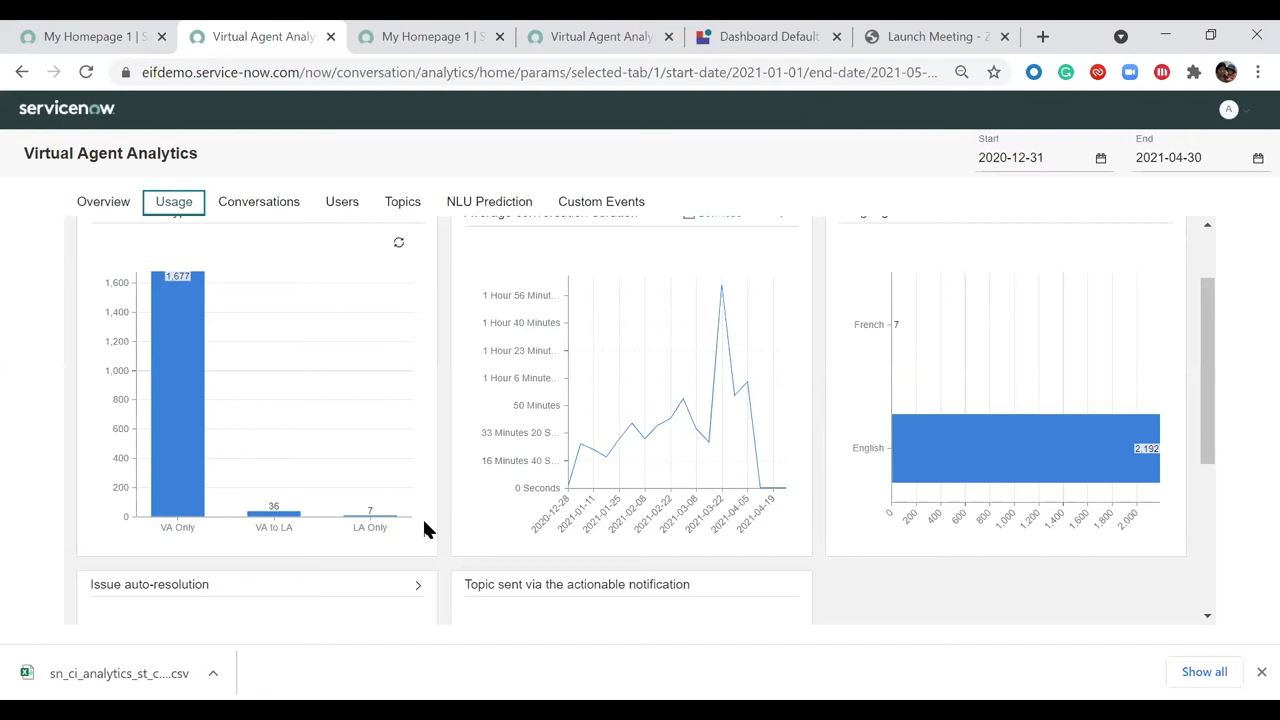 My Homepage 1 | S
Virtual Agent Analy
My Homepage 1 | S
Virtual Agent Analy
Dashboard Default
Launch Meeting - Z
eifdemo.service-now.com/now/conversation/analytics/home/params/selected-tab/1/start-date/2021-01-01/end-date/2021-05-...
servicenow
A
Virtual Agent Analytics
Start
2020-12-31
End
2021-04-30
Overview
Usage
Conversations
Users
Topics
NLU Prediction
Custom Events
1,600
1,400
1,200
1,000
800
600
400
200
0
1,677
36
7
VA Only
VA to LA
LA Only
1 Hour 56 Minut...
1 Hour 40 Minutes
1 Hour 23 Minut...
1 Hour 6 Minute...
50 Minutes
33 Minutes 20 S...
16 Minutes 40 S...
0 Seconds
2020-12-28
2021-01-11
2021-01-25
2021-02-08
2021-02-22
2021-03-08
2021-03-22
2021-04-05
2021-04-19
French
7
English
2,192
0
200
400
600
800
1,000
1,200
1,400
1,600
1,800
2,000
Issue auto-resolution
Topic sent via the actionable notification
sn_ci_analytics_st_c....csv
Show all